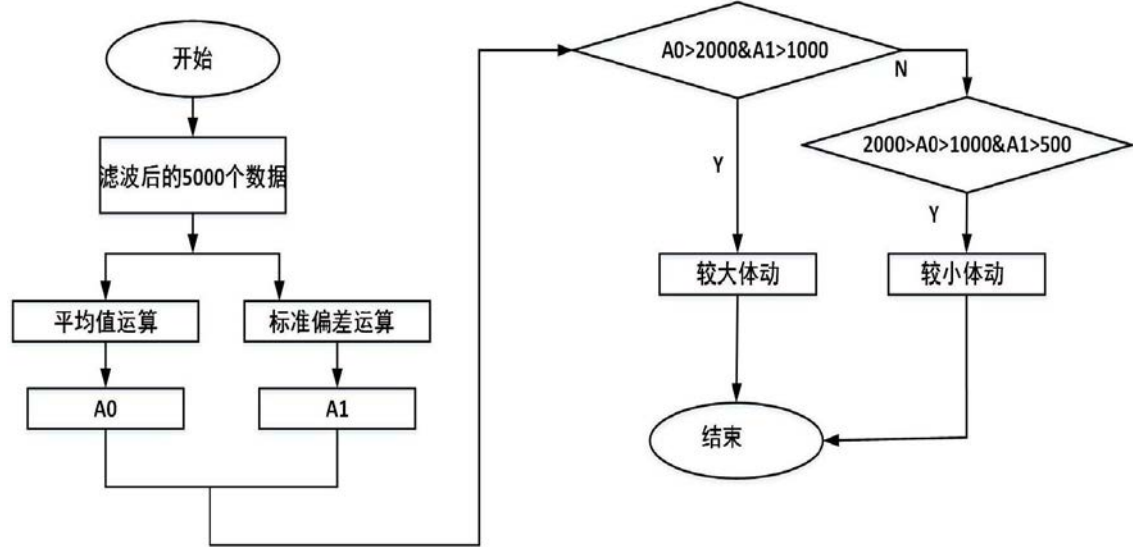 开始
滤波后的5000个数据
平均值运算
标准偏差运算
A0
A1
A0>2000&A1>1000
N
2000>A0>1000&A1>500
Y
Y
较大体动
较小体动
结束